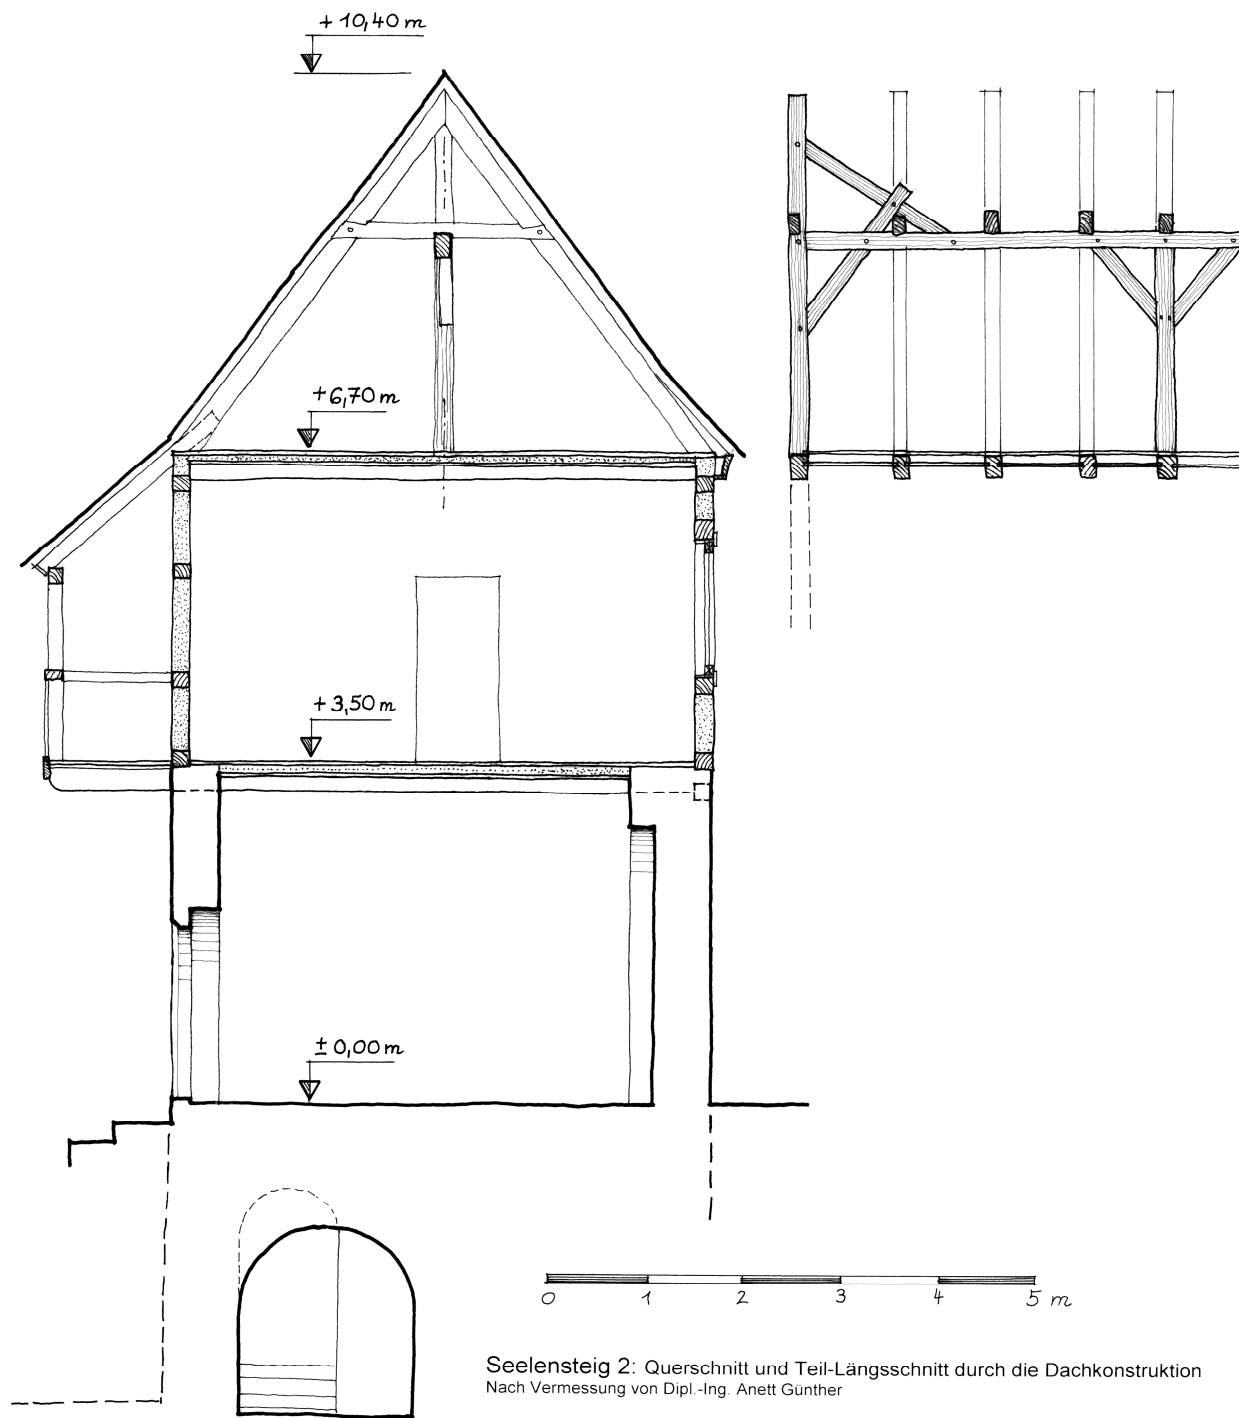 + 10,40 m
+6,70 m
+ 3,50 m
± 0,00 m
0 1 2 3 4 5 m
Seelensteig 2: Querschnitt und Teil-Längsschnitt durch die Dachkonstruktion
Nach Vermessung von Dipl.-Ing. Anett Günther